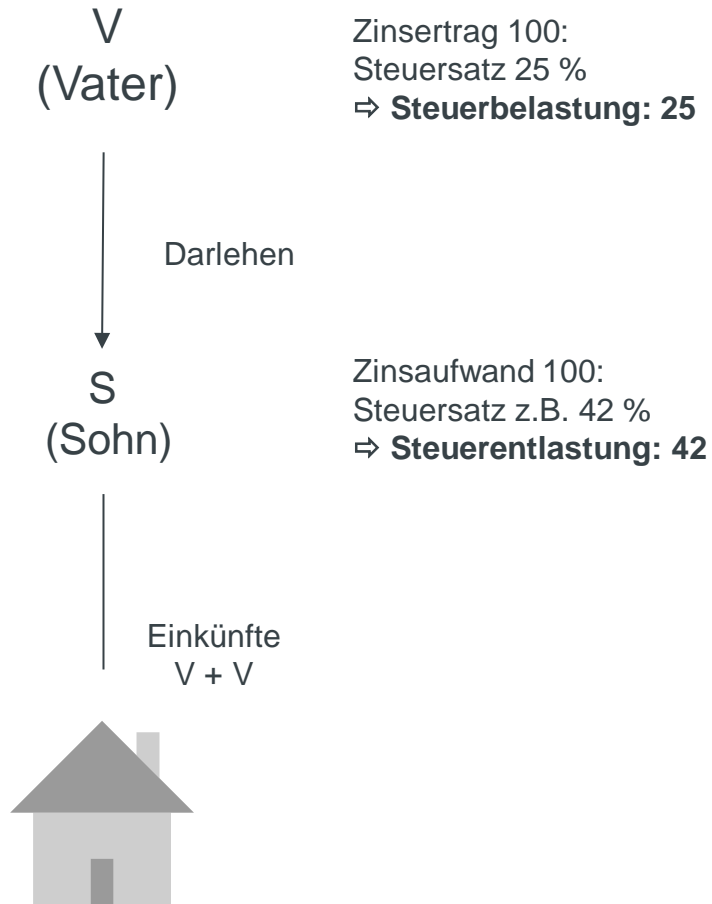 V
(Vater)
Zinsertrag 100:
Steuersatz 25 %
⇨ Steuerbelastung: 25
Darlehen
S
(Sohn)
Zinsaufwand 100:
Steuersatz z.B. 42 %
⇨ Steuerentlastung: 42
Einkünfte
V + V